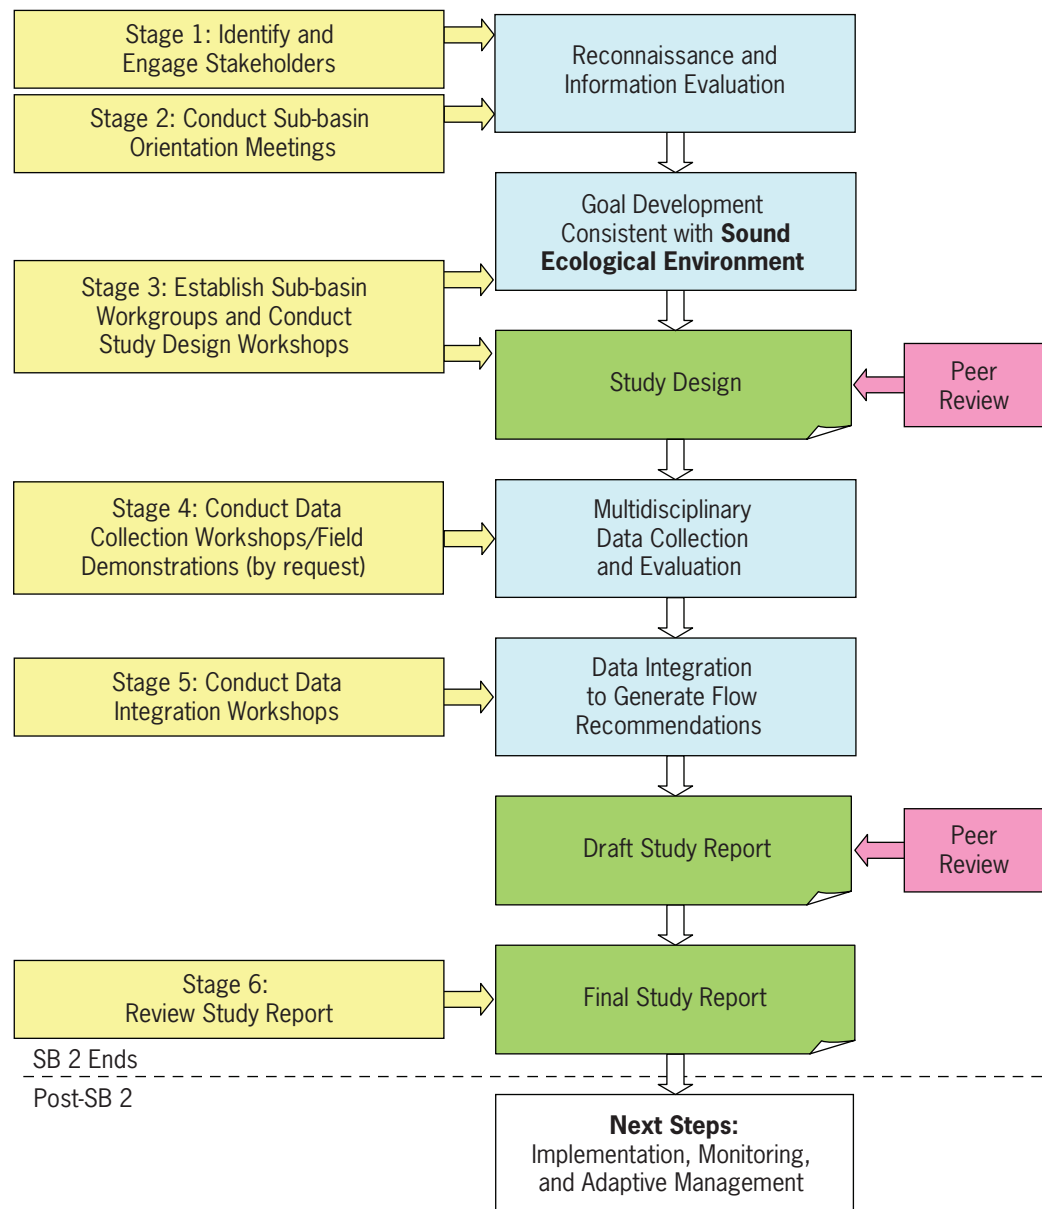 Stage 1: Identify and
Engage Stakeholders
Reconnaissance and
Information Evaluation
Stage 2: Conduct Sub-basin
Orientation Meetings
Goal Development
Consistent with Sound
Ecological Environment
Stage 3: Establish Sub-basin
Workgroups and Conduct
Study Design Workshops
Study Design
Peer
Review
Stage 4: Conduct Data
Collection Workshops/Field
Demonstrations (by request)
Multidisciplinary
Data Collection
and Evaluation
Stage 5: Conduct Data
Integration Workshops
Data Integration
to Generate Flow
Recommendations
Draft Study Report
Peer
Review
Stage 6:
Review Study Report
Final Study Report
SB 2 Ends
Post-SB 2
Next Steps:
Implementation, Monitoring,
and Adaptive Management